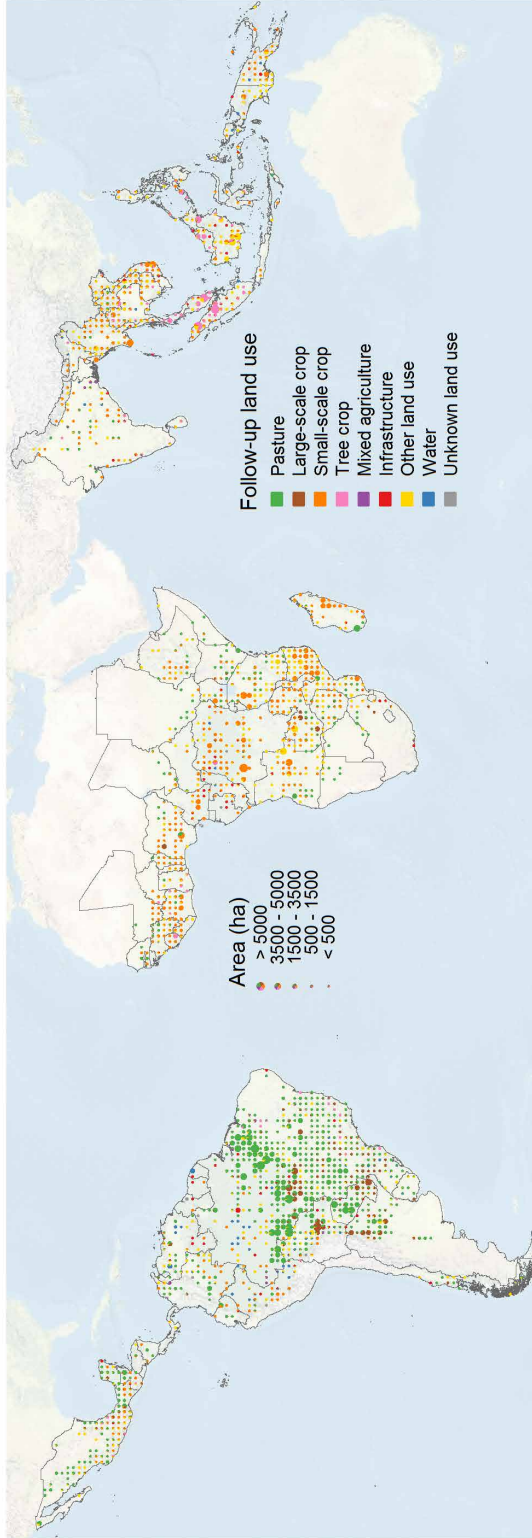 Area (ha)
> 5000
3500 - 5000
1500 - 3500
500 - 1500
< 500
Follow-up land use
Pasture
Large-scale crop
Small-scale crop
Tree crop
Mixed agriculture
Infrastructure
Other land use
Water
Unknown land use